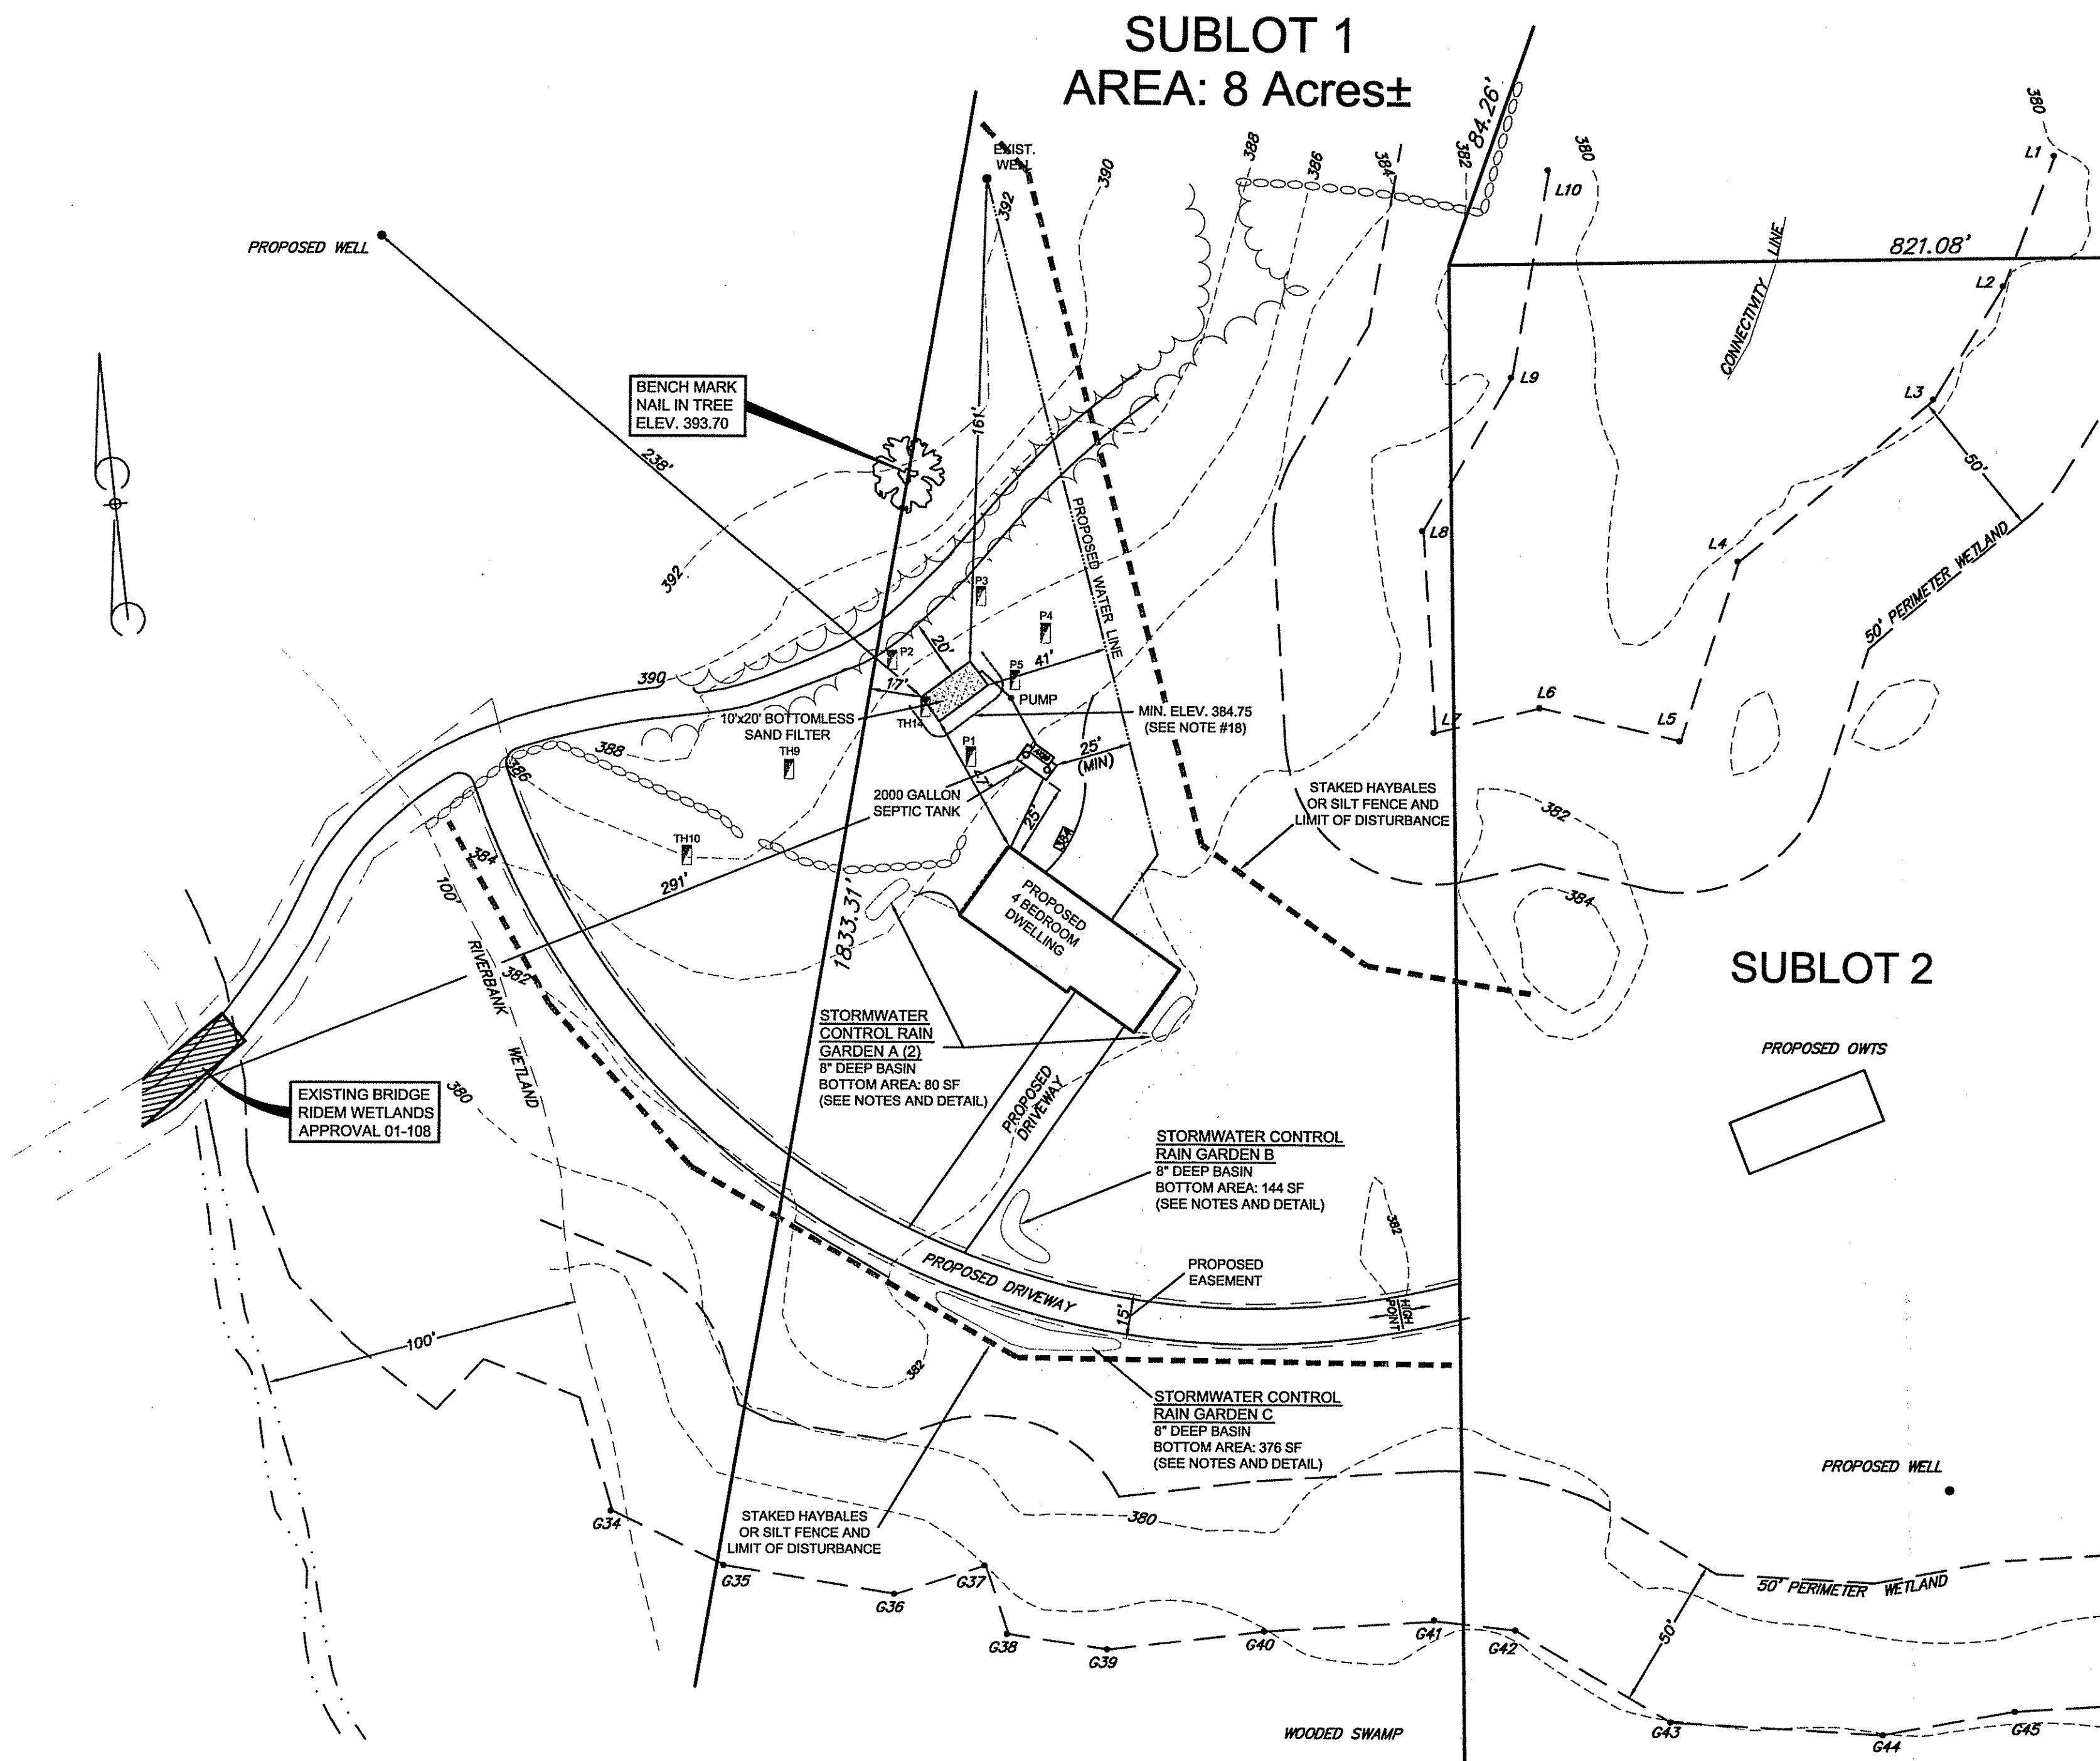 SUBLOT 1
AREA: 8 Acres±
84.26'
380
L1
EXIST.
WELL
392
390
388
386
384
382
380
L10
PROPOSED WELL
821.08'
CONNECTIVITY LINE
L2
BENCH MARK
NAIL IN TREE
ELEV. 393.70
L9
L3
161'
238'
50'
PROPOSED WATER LINE
L8
L4
392
50' PERIMETER WETLAND
P3
P4
20'
P2
P5
41'
390
17'
PUMP
L6
L7
L5
10'x20' BOTTOMLESS
SAND FILTER
TH14
MIN. ELEV. 384.75
(SEE NOTE #18)
388
TH9
P1
25'
(MIN)
386
47'
2000 GALLON
SEPTIC TANK
STAKED HAYBALES
OR SILT FENCE AND
LIMIT OF DISTURBANCE
382
25'
384
TH10
384
291'
100'
RIVERBANK WETLAND
382
1833.31'
PROPOSED
4 BEDROOM
DWELLING
384
SUBLOT 2
STORMWATER
CONTROL RAIN
GARDEN A (2)
8" DEEP BASIN
BOTTOM AREA: 80 SF
(SEE NOTES AND DETAIL)
PROPOSED OWTS
EXISTING BRIDGE
RIDEM WETLANDS
APPROVAL 01-108
380
PROPOSED
DRIVEWAY
STORMWATER CONTROL
RAIN GARDEN B
8" DEEP BASIN
BOTTOM AREA: 144 SF
(SEE NOTES AND DETAIL)
382
PROPOSED
EASEMENT
PROPOSED DRIVEWAY
15'
HIGH
POINT
100'
382
STORMWATER CONTROL
RAIN GARDEN C
8" DEEP BASIN
BOTTOM AREA: 376 SF
(SEE NOTES AND DETAIL)
PROPOSED WELL
380
STAKED HAYBALES
OR SILT FENCE AND
LIMIT OF DISTURBANCE
G34
G35
G36
G37
50' PERIMETER WETLAND
50'
G38
G39
G40
G41
G42
WOODED SWAMP
G43
G44
G45